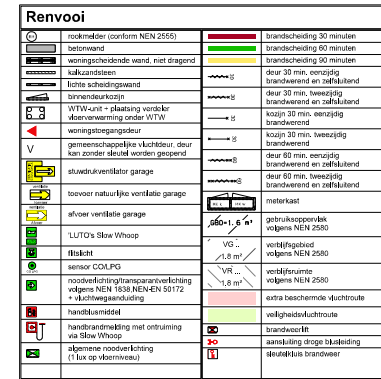 Renvooi
rookmelder (conform NEN 2555)
betonwand
woningscheidende wand, niet dragend
kalkzandsteen
lichte scheidingswand
binnendeurkozijn
WTW-unit + plaatsing verdeler
vloerverwarming onder WTW
woningstoegangsdeur
V
gemeenschappelijke vluchtdeur, deur
kan zonder sleutel worden geopend
stuwdrukventilator garage
ventilatie
toevoer natuurlijke ventilatie garage
ventilatie
afvoer ventilatie garage
'LUTO's Slow Whoop
flitslicht
CO/LPG
sensor CO/LPG
noodverlichting/transparantverlichting
volgens NEN 1838,NEN-EN 50172
+ vluchtwegaanduiding
handblusmiddel
handbrandmelding met ontruiming
via Slow Whoop
algemene noodverlichting
(1 lux op vloerniveau)
brandscheiding 30 minuten
brandscheiding 60 minuten
brandscheiding 90 minuten
deur 30 min. eenzijdig
brandwerend en zelfsluitend
deur 30 min. tweezijdig
brandwerend en zelfsluitend
kozijn 30 min. eenzijdig
brandwerend
kozijn 30 min. tweezijdig
brandwerend
deur 60 min. eenzijdig
brandwerend en zelfsluitend
deur 60 min. tweezijdig
brandwerend en zelfsluitend
meterkast
GBO=1.6 m²
gebruiksoppervlak
volgens NEN 2580
VG ..
1.8 m²
verblijfsgebied
volgens NEN 2580
VR ...
1.8 m²
verblijfsruimte
volgens NEN 2580
extra beschermde vluchtroute
veiligheidsvluchtroute
brandweerlift
aansluiting droge blusleiding
sleutelkluis brandweer